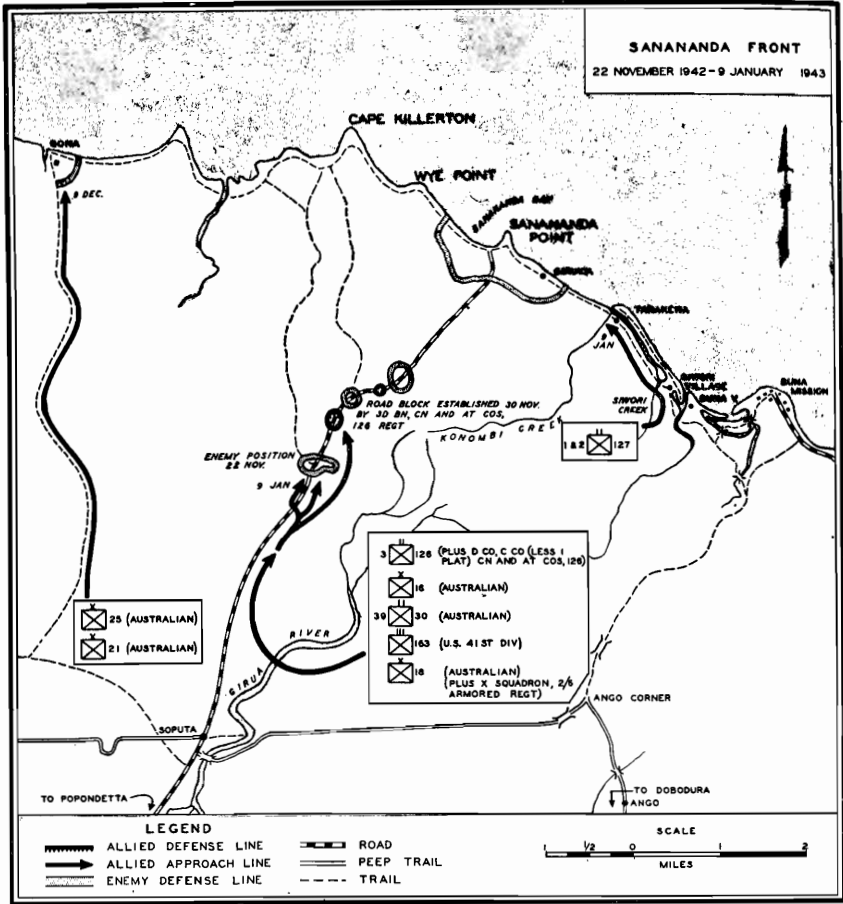 SANANANDA FRONT
22 NOVEMBER 1942-9 JANUARY 1943
CAPE KILLERTON
GONA
8 DEC.
WYE POINT
SANANANDA BAY
SANANANDA
POINT
GIRUWA
TARAKENA
9
JAN
SIWORI
VILLAGE
SIWORI
CREEK
BUNA V.
BUNA
MISSION
ROAD BLOCK ESTABLISHED 30 NOV.
BY 3D BN, CN AND AT COS,
126 REGT
KONOMBI CREEK
1 & 2 127
ENEMY POSITION
22 NOV.
9 JAN
3 126 (PLUS D CO, C CO (LESS 1
PLAT) CN AND AT COS, 126)
16 (AUSTRALIAN)
39 30 (AUSTRALIAN)
163 (U.S. 41ST DIV)
18 (AUSTRALIAN)
(PLUS X SQUADRON, 2/6
ARMORED REGT)
25 (AUSTRALIAN)
21 (AUSTRALIAN)
GIRUA RIVER
SOPUTA
ANGO CORNER
TO POPONDETTA
TO DOBODURA
ANGO
LEGEND
ALLIED DEFENSE LINE
ALLIED APPROACH LINE
ENEMY DEFENSE LINE
ROAD
PEEP TRAIL
TRAIL
SCALE
1 1/2 0 1 2
MILES